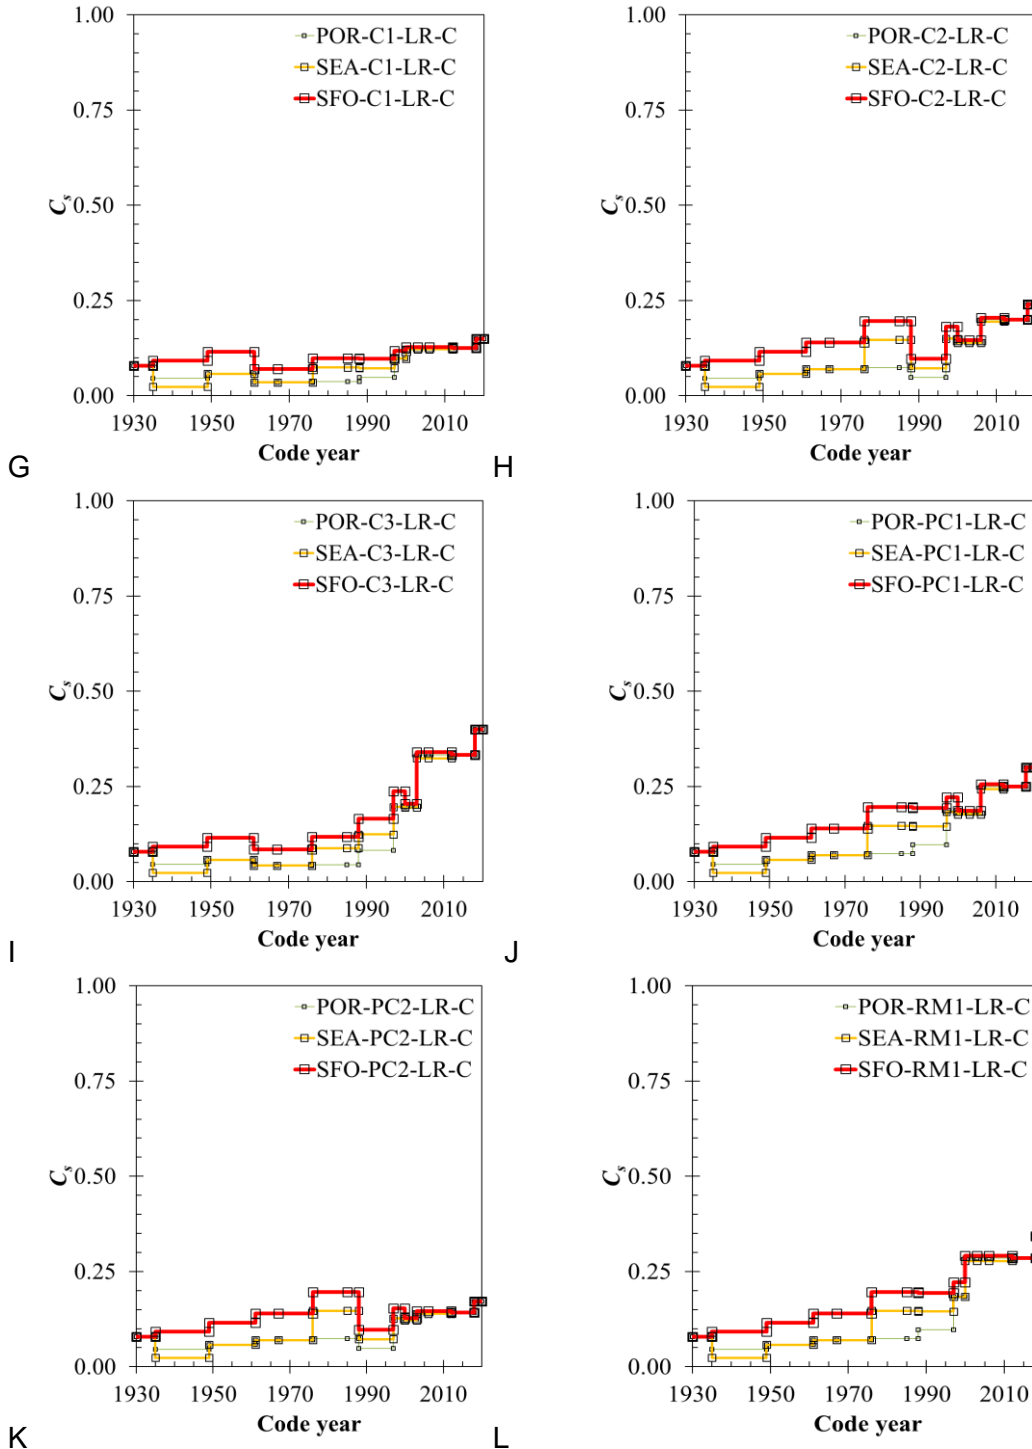 1.00
0.75
0.50
0.25
0.00
Cs
POR-C1-LR-C
SEA-C1-LR-C
SFO-C1-LR-C
1930 1950 1970 1990 2010
Code year
G
1.00
0.75
0.50
0.25
0.00
Cs
POR-C2-LR-C
SEA-C2-LR-C
SFO-C2-LR-C
1930 1950 1970 1990 2010
Code year
H
1.00
0.75
0.50
0.25
0.00
Cs
POR-C3-LR-C
SEA-C3-LR-C
SFO-C3-LR-C
1930 1950 1970 1990 2010
Code year
I
1.00
0.75
0.50
0.25
0.00
Cs
POR-PC1-LR-C
SEA-PC1-LR-C
SFO-PC1-LR-C
1930 1950 1970 1990 2010
Code year
J
1.00
0.75
0.50
0.25
0.00
Cs
POR-PC2-LR-C
SEA-PC2-LR-C
SFO-PC2-LR-C
1930 1950 1970 1990 2010
Code year
K
1.00
0.75
0.50
0.25
0.00
Cs
POR-RM1-LR-C
SEA-RM1-LR-C
SFO-RM1-LR-C
1930 1950 1970 1990 2010
Code year
L